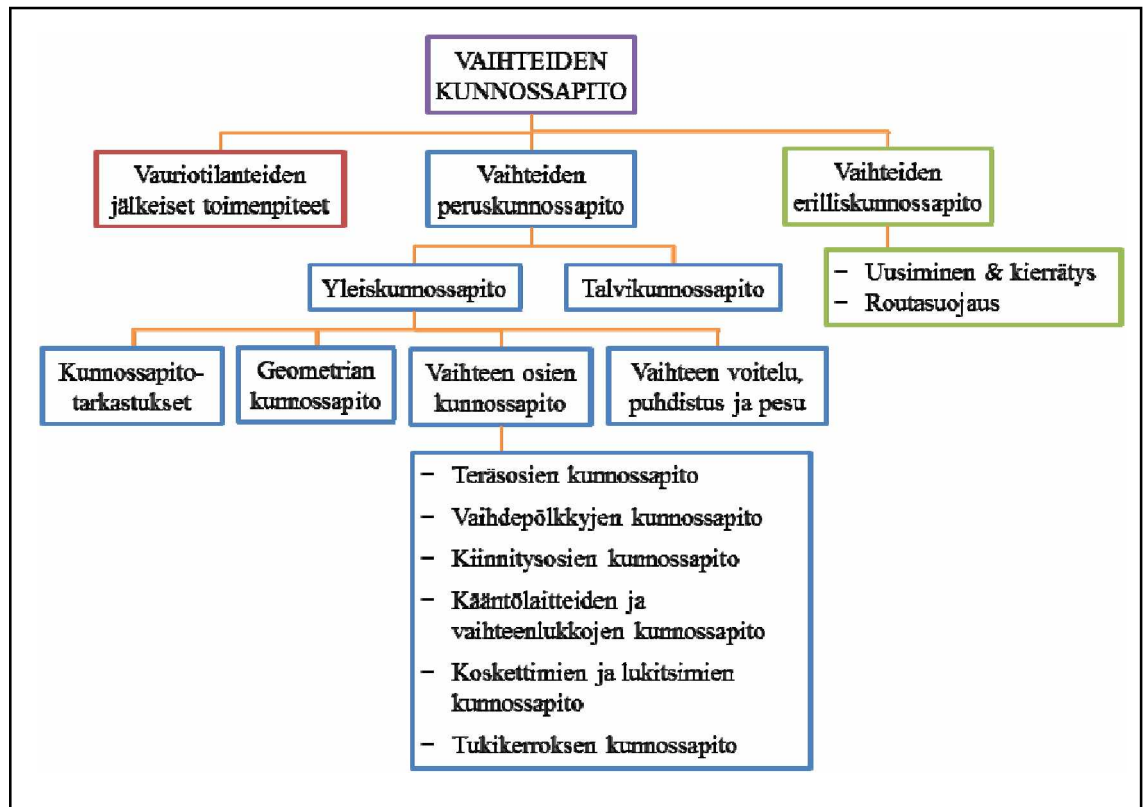 VAIHTEIDEN
KUNNOSSAPITO
Vauriotilanteiden
jälkeiset toimenpiteet
Vaihteiden
peruskunnossapito
Vaihteiden
erilliskunnossapito
Yleiskunnossapito
Talvikunnossapito
– Uusiminen & kierrätys
– Routasuojaus
Kunnossapito-
tarkastukset
Geometrian
kunnossapito
Vaihteen osien
kunnossapito
Vaihteen voitelu,
puhdistus ja pesu
– Teräsosien kunnossapito
– Vaihdepölkkyjen kunnossapito
– Kiinnitysosien kunnossapito
– Kääntölaitteiden ja
vaihteenlukkojen kunnossapito
– Koskettimien ja lukitsimien
kunnossapito
– Tukikerroksen kunnossapito